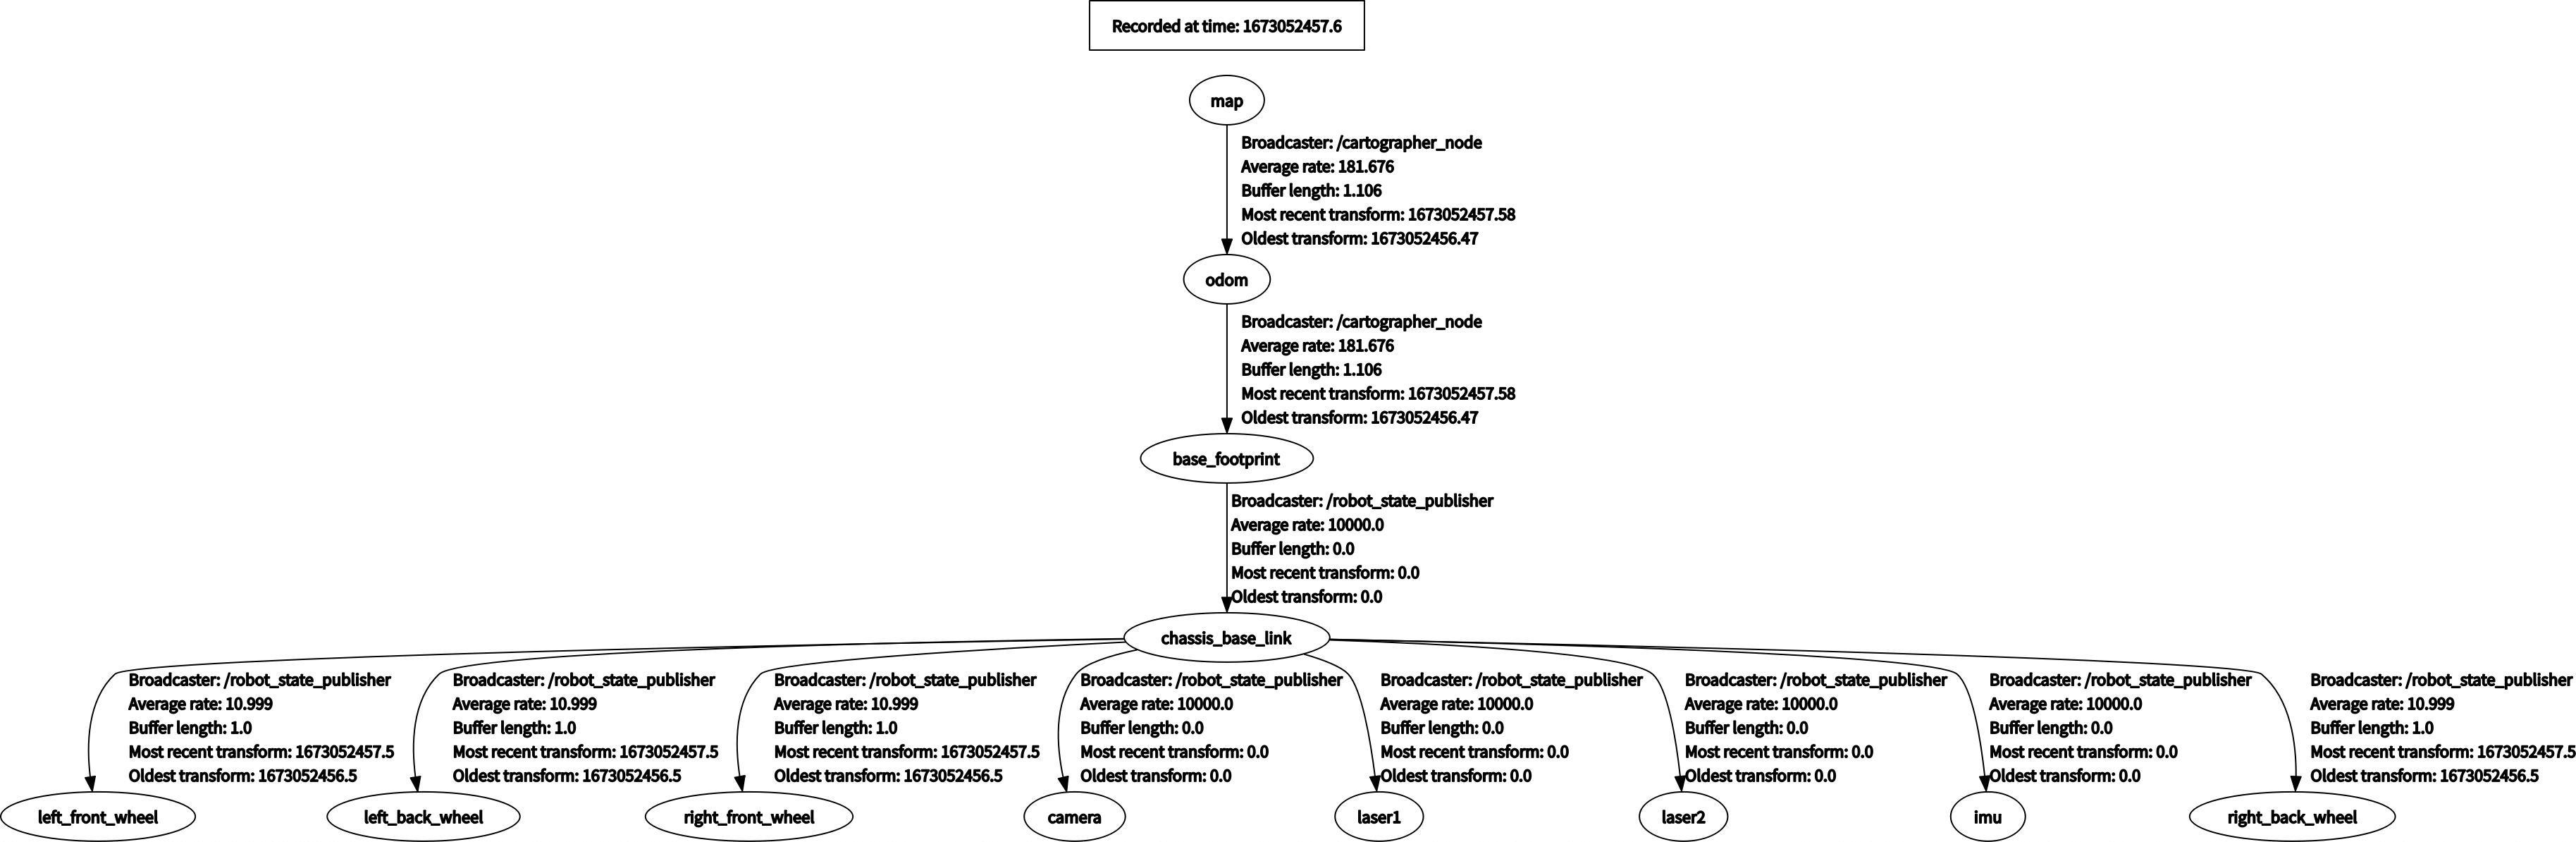 Recorded at time: 1673052457.6
map
Broadcaster: /cartographer_node
Average rate: 181.676
Buffer length: 1.106
Most recent transform: 1673052457.58
Oldest transform: 1673052456.47
odom
Broadcaster: /cartographer_node
Average rate: 181.676
Buffer length: 1.106
Most recent transform: 1673052457.58
Oldest transform: 1673052456.47
base_footprint
Broadcaster: /robot_state_publisher
Average rate: 10000.0
Buffer length: 0.0
Most recent transform: 0.0
Oldest transform: 0.0
chassis_base_link
Broadcaster: /robot_state_publisher
Average rate: 10.999
Buffer length: 1.0
Most recent transform: 1673052457.5
Oldest transform: 1673052456.5
left_front_wheel
Broadcaster: /robot_state_publisher
Average rate: 10.999
Buffer length: 1.0
Most recent transform: 1673052457.5
Oldest transform: 1673052456.5
left_back_wheel
Broadcaster: /robot_state_publisher
Average rate: 10.999
Buffer length: 1.0
Most recent transform: 1673052457.5
Oldest transform: 1673052456.5
right_front_wheel
Broadcaster: /robot_state_publisher
Average rate: 10000.0
Buffer length: 0.0
Most recent transform: 0.0
Oldest transform: 0.0
camera
Broadcaster: /robot_state_publisher
Average rate: 10000.0
Buffer length: 0.0
Most recent transform: 0.0
Oldest transform: 0.0
laser1
Broadcaster: /robot_state_publisher
Average rate: 10000.0
Buffer length: 0.0
Most recent transform: 0.0
Oldest transform: 0.0
laser2
Broadcaster: /robot_state_publisher
Average rate: 10000.0
Buffer length: 0.0
Most recent transform: 0.0
Oldest transform: 0.0
imu
Broadcaster: /robot_state_publisher
Average rate: 10.999
Buffer length: 1.0
Most recent transform: 1673052457.5
Oldest transform: 1673052456.5
right_back_wheel